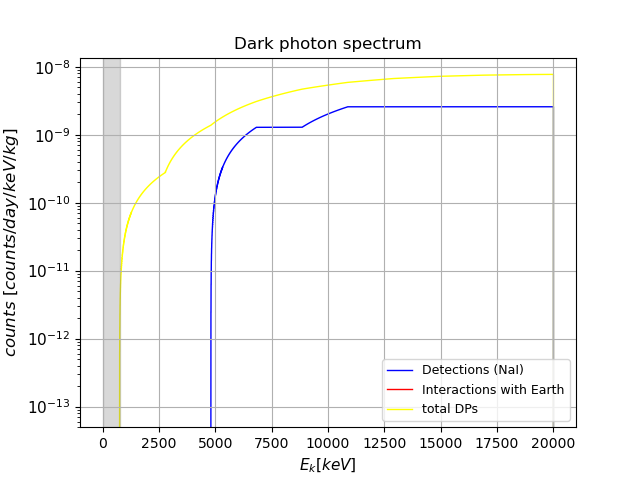 Dark photon spectrum
counts [counts/day/keV/kg]
10⁻⁸
10⁻⁹
10⁻¹⁰
10⁻¹¹
10⁻¹²
10⁻¹³
Detections (NaI)
Interactions with Earth
total DPs
0 2500 5000 7500 10000 12500 15000 17500 20000
Eₖ[keV]